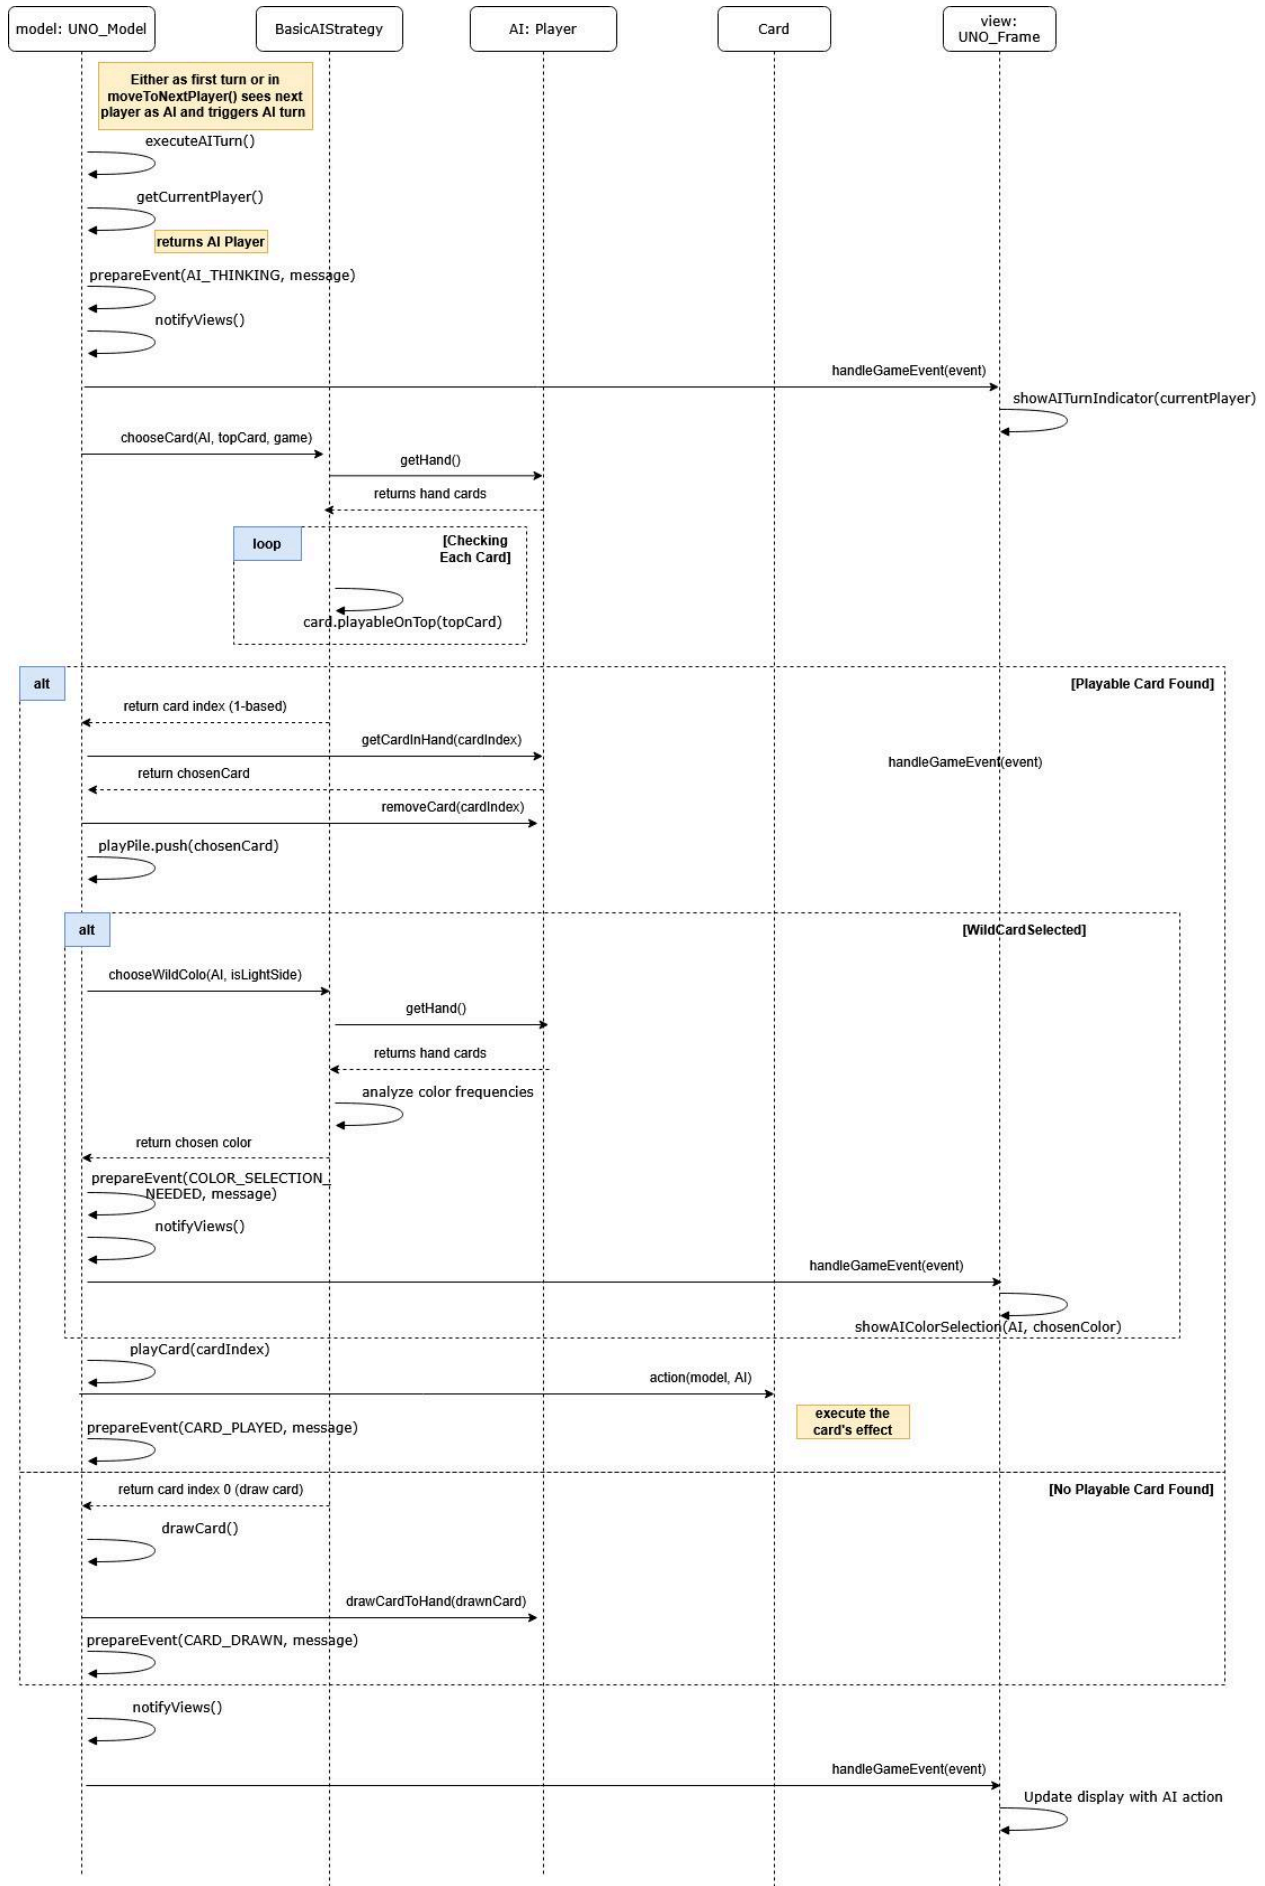 model: UNO_Model
BasicAIStrategy
AI: Player
Card
view:
UNO_Frame
Either as first turn or in
moveToNextPlayer() sees next
player as AI and triggers AI turn
executeAITurn()
getCurrentPlayer()
returns AI Player
prepareEvent(AI_THINKING, message)
notifyViews()
handleGameEvent(event)
showAITurnIndicator(currentPlayer)
chooseCard(AI, topCard, game)
getHand()
returns hand cards
loop
[Checking
Each Card]
card.playableOnTop(topCard)
alt
[Playable Card Found]
return card index (1-based)
getCardInHand(cardIndex)
handleGameEvent(event)
return chosenCard
removeCard(cardIndex)
playPile.push(chosenCard)
alt
[WildCardSelected]
chooseWildColo(AI, isLightSide)
getHand()
returns hand cards
analyze color frequencies
return chosen color
prepareEvent(COLOR_SELECTION_
NEEDED, message)
notifyViews()
handleGameEvent(event)
showAIColorSelection(AI, chosenColor)
playCard(cardIndex)
action(model, AI)
execute the
card's effect
prepareEvent(CARD_PLAYED, message)
return card index 0 (draw card)
[No Playable Card Found]
drawCard()
drawCardToHand(drawnCard)
prepareEvent(CARD_DRAWN, message)
notifyViews()
handleGameEvent(event)
Update display with AI action